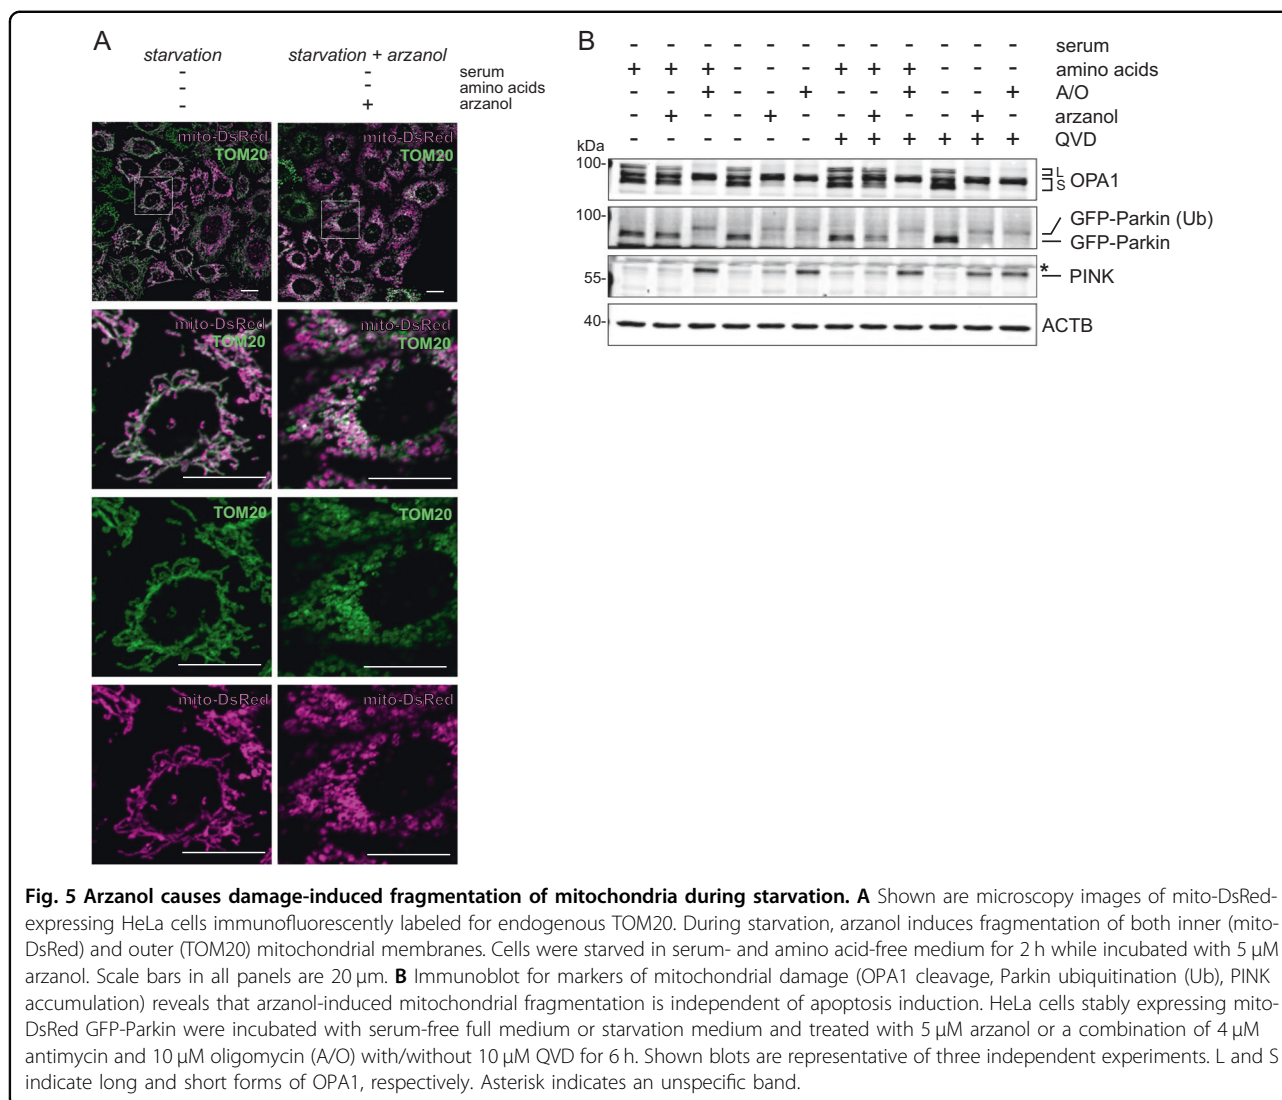 A
starvation
starvation + arzanol
- - serum
- - amino acids
- + arzanol
mito-DsRed
TOM20
mito-DsRed
TOM20
mito-DsRed
TOM20
mito-DsRed
TOM20
TOM20
TOM20
mito-DsRed
mito-DsRed
B
- - - - - - - - - - - - serum
+ + + - - - + + + - - - amino acids
- - + - - + - - + - - + A/O
- + - - + - - + - - + - arzanol
- - - - - - + + + + + + QVD
kDa
100-
L
S
OPA1
100-
GFP-Parkin (Ub)
GFP-Parkin
*
55-
PINK
40-
ACTB
Fig. 5 Arzanol causes damage-induced fragmentation of mitochondria during starvation. A Shown are microscopy images of mito-DsRed-
expressing HeLa cells immunofluorescently labeled for endogenous TOM20. During starvation, arzanol induces fragmentation of both inner (mito-
DsRed) and outer (TOM20) mitochondrial membranes. Cells were starved in serum- and amino acid-free medium for 2 h while incubated with 5 µM
arzanol. Scale bars in all panels are 20 µm. B Immunoblot for markers of mitochondrial damage (OPA1 cleavage, Parkin ubiquitination (Ub), PINK
accumulation) reveals that arzanol-induced mitochondrial fragmentation is independent of apoptosis induction. HeLa cells stably expressing mito-
DsRed GFP-Parkin were incubated with serum-free full medium or starvation medium and treated with 5 µM arzanol or a combination of 4 µM
antimycin and 10 µM oligomycin (A/O) with/without 10 µM QVD for 6 h. Shown blots are representative of three independent experiments. L and S
indicate long and short forms of OPA1, respectively. Asterisk indicates an unspecific band.